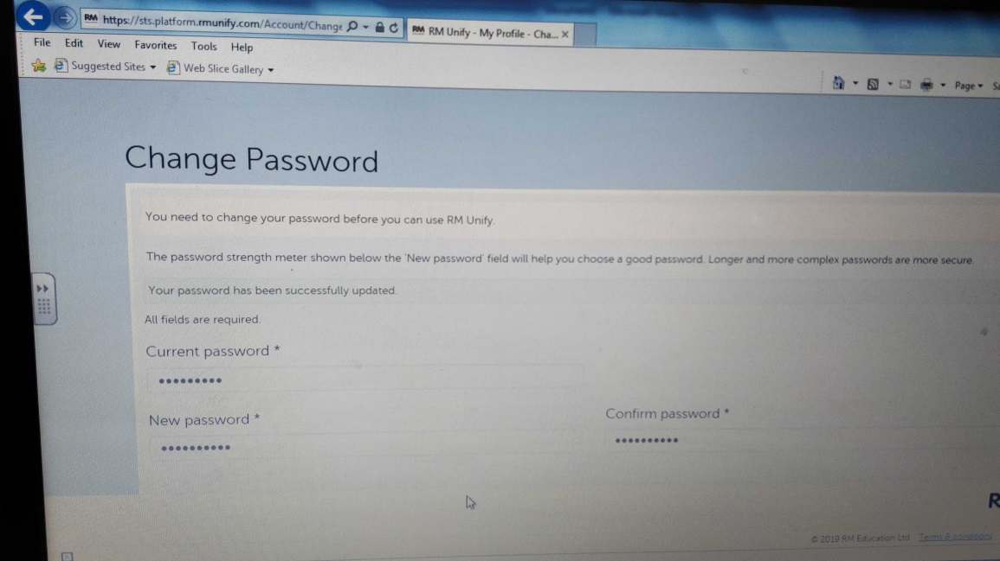 RM https://sts.platform.rmunify.com/Account/Change
RM RM Unify - My Profile - Cha... ×
File Edit View Favorites Tools Help
Suggested Sites Web Slice Gallery
Page
Change Password
You need to change your password before you can use RM Unify.
The password strength meter shown below the 'New password' field will help you choose a good password. Longer and more complex passwords are more secure.
Your password has been successfully updated.
All fields are required.
Current password *
•••••••••
New password *
Confirm password *
••••••••••
••••••••••
R
© 2019 RM Education Ltd Terms & conditions